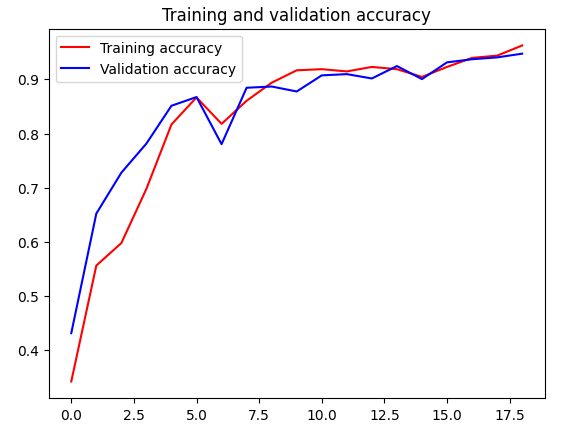 Training and validation accuracy
Training accuracy
Validation accuracy
0.9
0.8
0.7
0.6
0.5
0.4
0.0 2.5 5.0 7.5 10.0 12.5 15.0 17.5